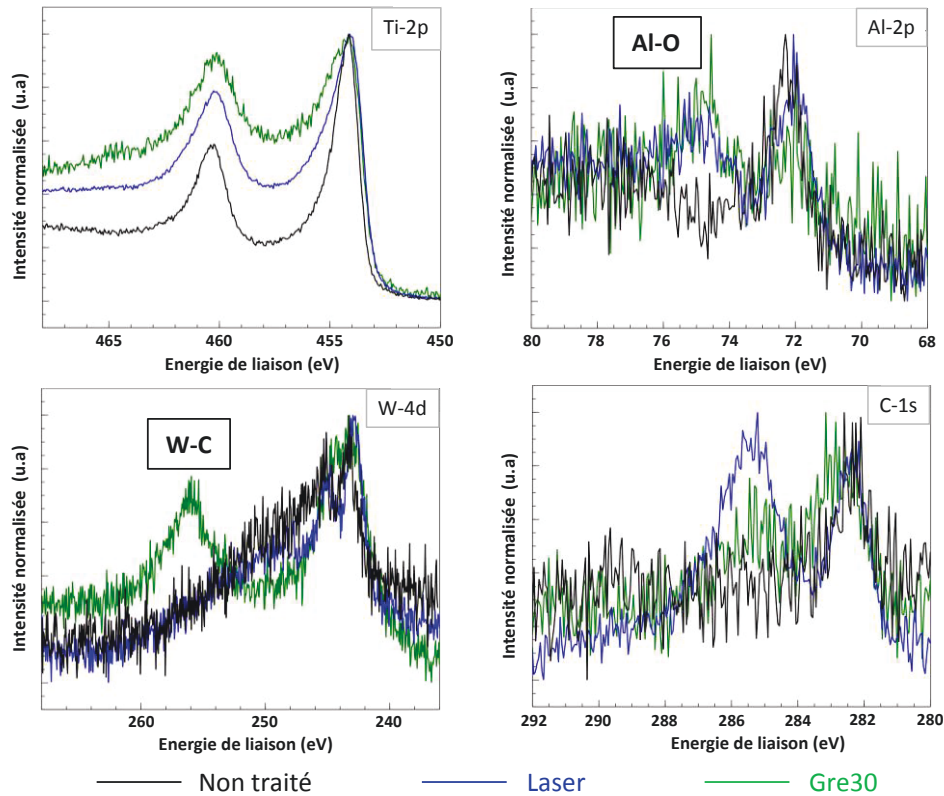 Ti-2p
Intensité normalisée (u.a)
465
460
455
450
Energie de liaison (eV)
Al-O
Al-2p
Intensité normalisée (u.a)
80
78
76
74
72
70
68
Energie de liaison (eV)
W-C
W-4d
Intensité normalisée (u.a)
260
250
240
Energie de liaison (eV)
C-1s
Intensité normalisée (u.a)
292
290
288
286
284
282
280
Energie de liaison (eV)
Non traité
Laser
Gre30